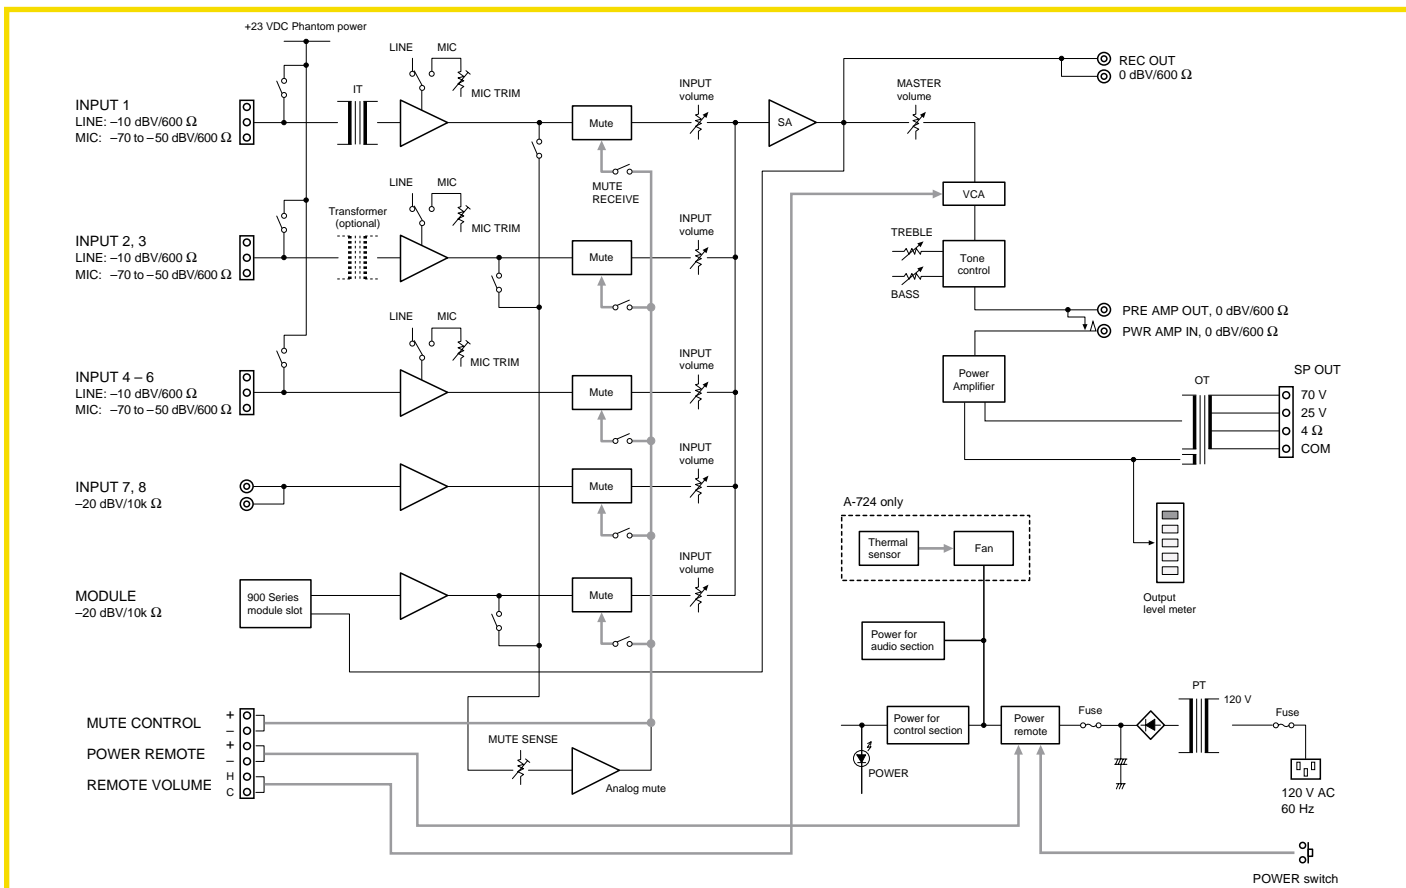 +23 VDC Phantom power
LINE MIC
MIC TRIM
IT
INPUT 1
LINE: –10 dBV/600 Ω
MIC: –70 to –50 dBV/600 Ω
Mute
INPUT
volume
SA
MASTER
volume
REC OUT
0 dBV/600 Ω
MUTE
RECEIVE
VCA
LINE MIC
MIC TRIM
Transformer
(optional)
INPUT 2, 3
LINE: –10 dBV/600 Ω
MIC: –70 to –50 dBV/600 Ω
Mute
INPUT
volume
TREBLE
BASS
Tone
control
PRE AMP OUT, 0 dBV/600 Ω
PWR AMP IN, 0 dBV/600 Ω
LINE MIC
MIC TRIM
INPUT 4 – 6
LINE: –10 dBV/600 Ω
MIC: –70 to –50 dBV/600 Ω
Mute
INPUT
volume
Power
Amplifier
OT
SP OUT
70 V
25 V
4 Ω
COM
INPUT 7, 8
–20 dBV/10k Ω
Mute
INPUT
volume
A-724 only
Thermal
sensor
Fan
Output
level meter
MODULE
–20 dBV/10k Ω
900 Series
module slot
Mute
INPUT
volume
Power for
audio section
MUTE CONTROL
+
–
POWER REMOTE
+
–
REMOTE VOLUME
H
C
MUTE SENSE
Analog mute
POWER
Power for
control section
Power
remote
Fuse
PT
120 V
Fuse
120 V AC
60 Hz
POWER switch